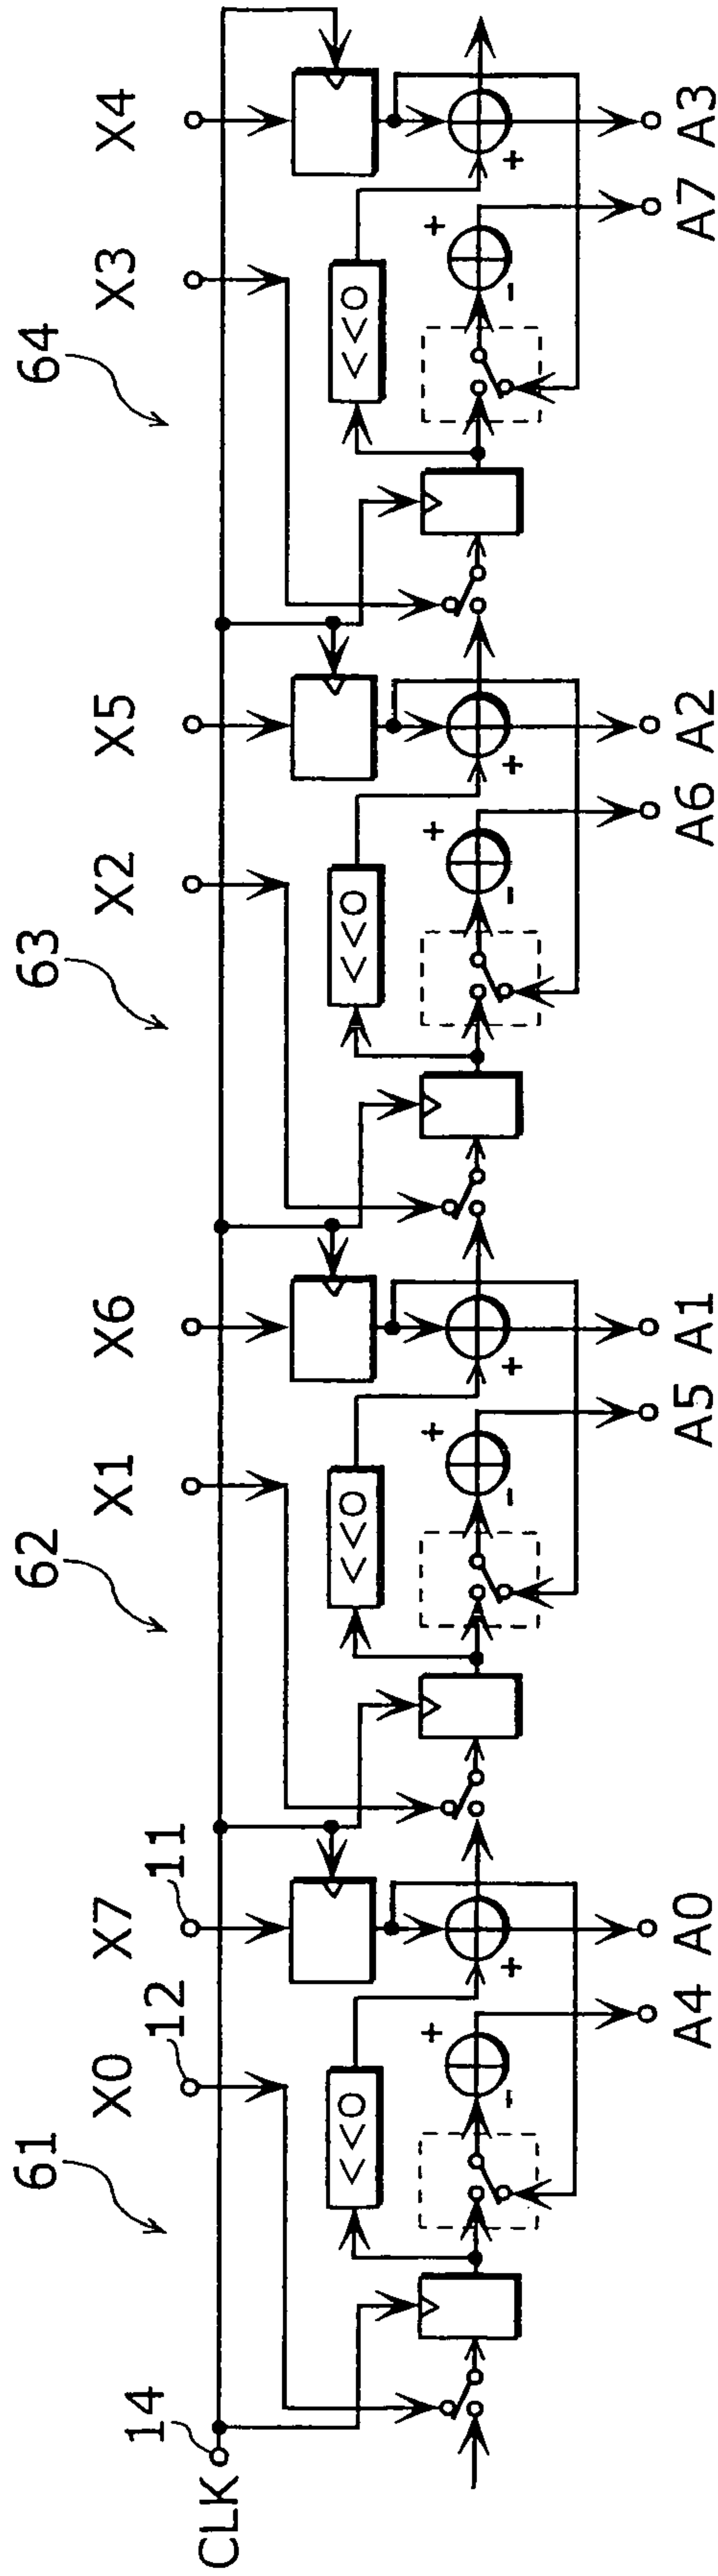 61 62 63 64
X0 X7 X1 X6 X2 X5 X3 X4
14 12 11
CLK
<<0 <<0 <<0 <<0
+ + + +
- + - + - + - +
A4 A0 A5 A1 A6 A2 A7 A3